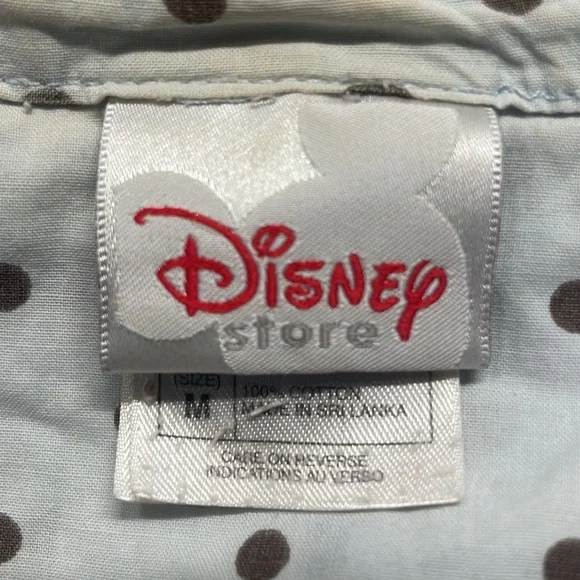 Disney
store
(SIZE)
M
100% COTTON
MADE IN SRI LANKA
CARE ON REVERSE
INDICATIONS AU VERSO